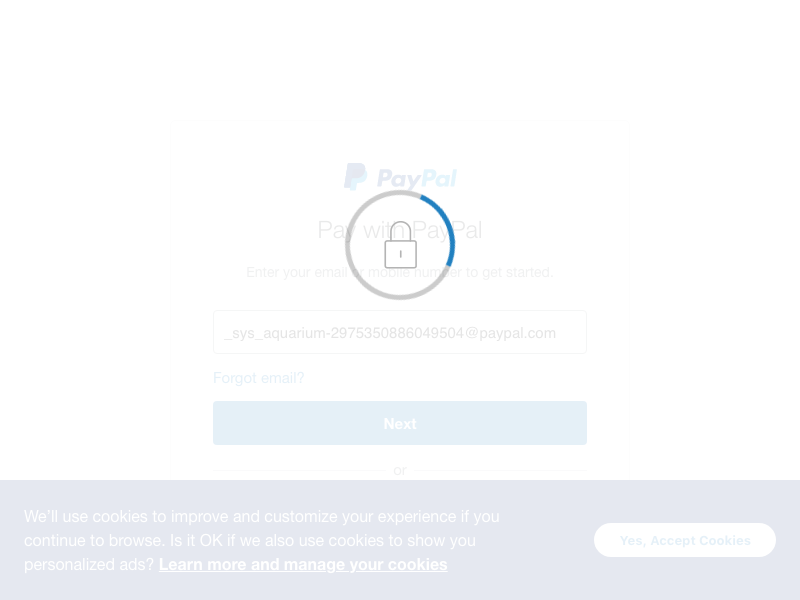 PayPal
Pay with PayPal
Enter your email or mobile number to get started.
_sys_aquarium-2975350886049504@paypal.com
Forgot email?
Next
or
We'll use cookies to improve and customize your experience if you
continue to browse. Is it OK if we also use cookies to show you
personalized ads? Learn more and manage your cookies
Yes, Accept Cookies